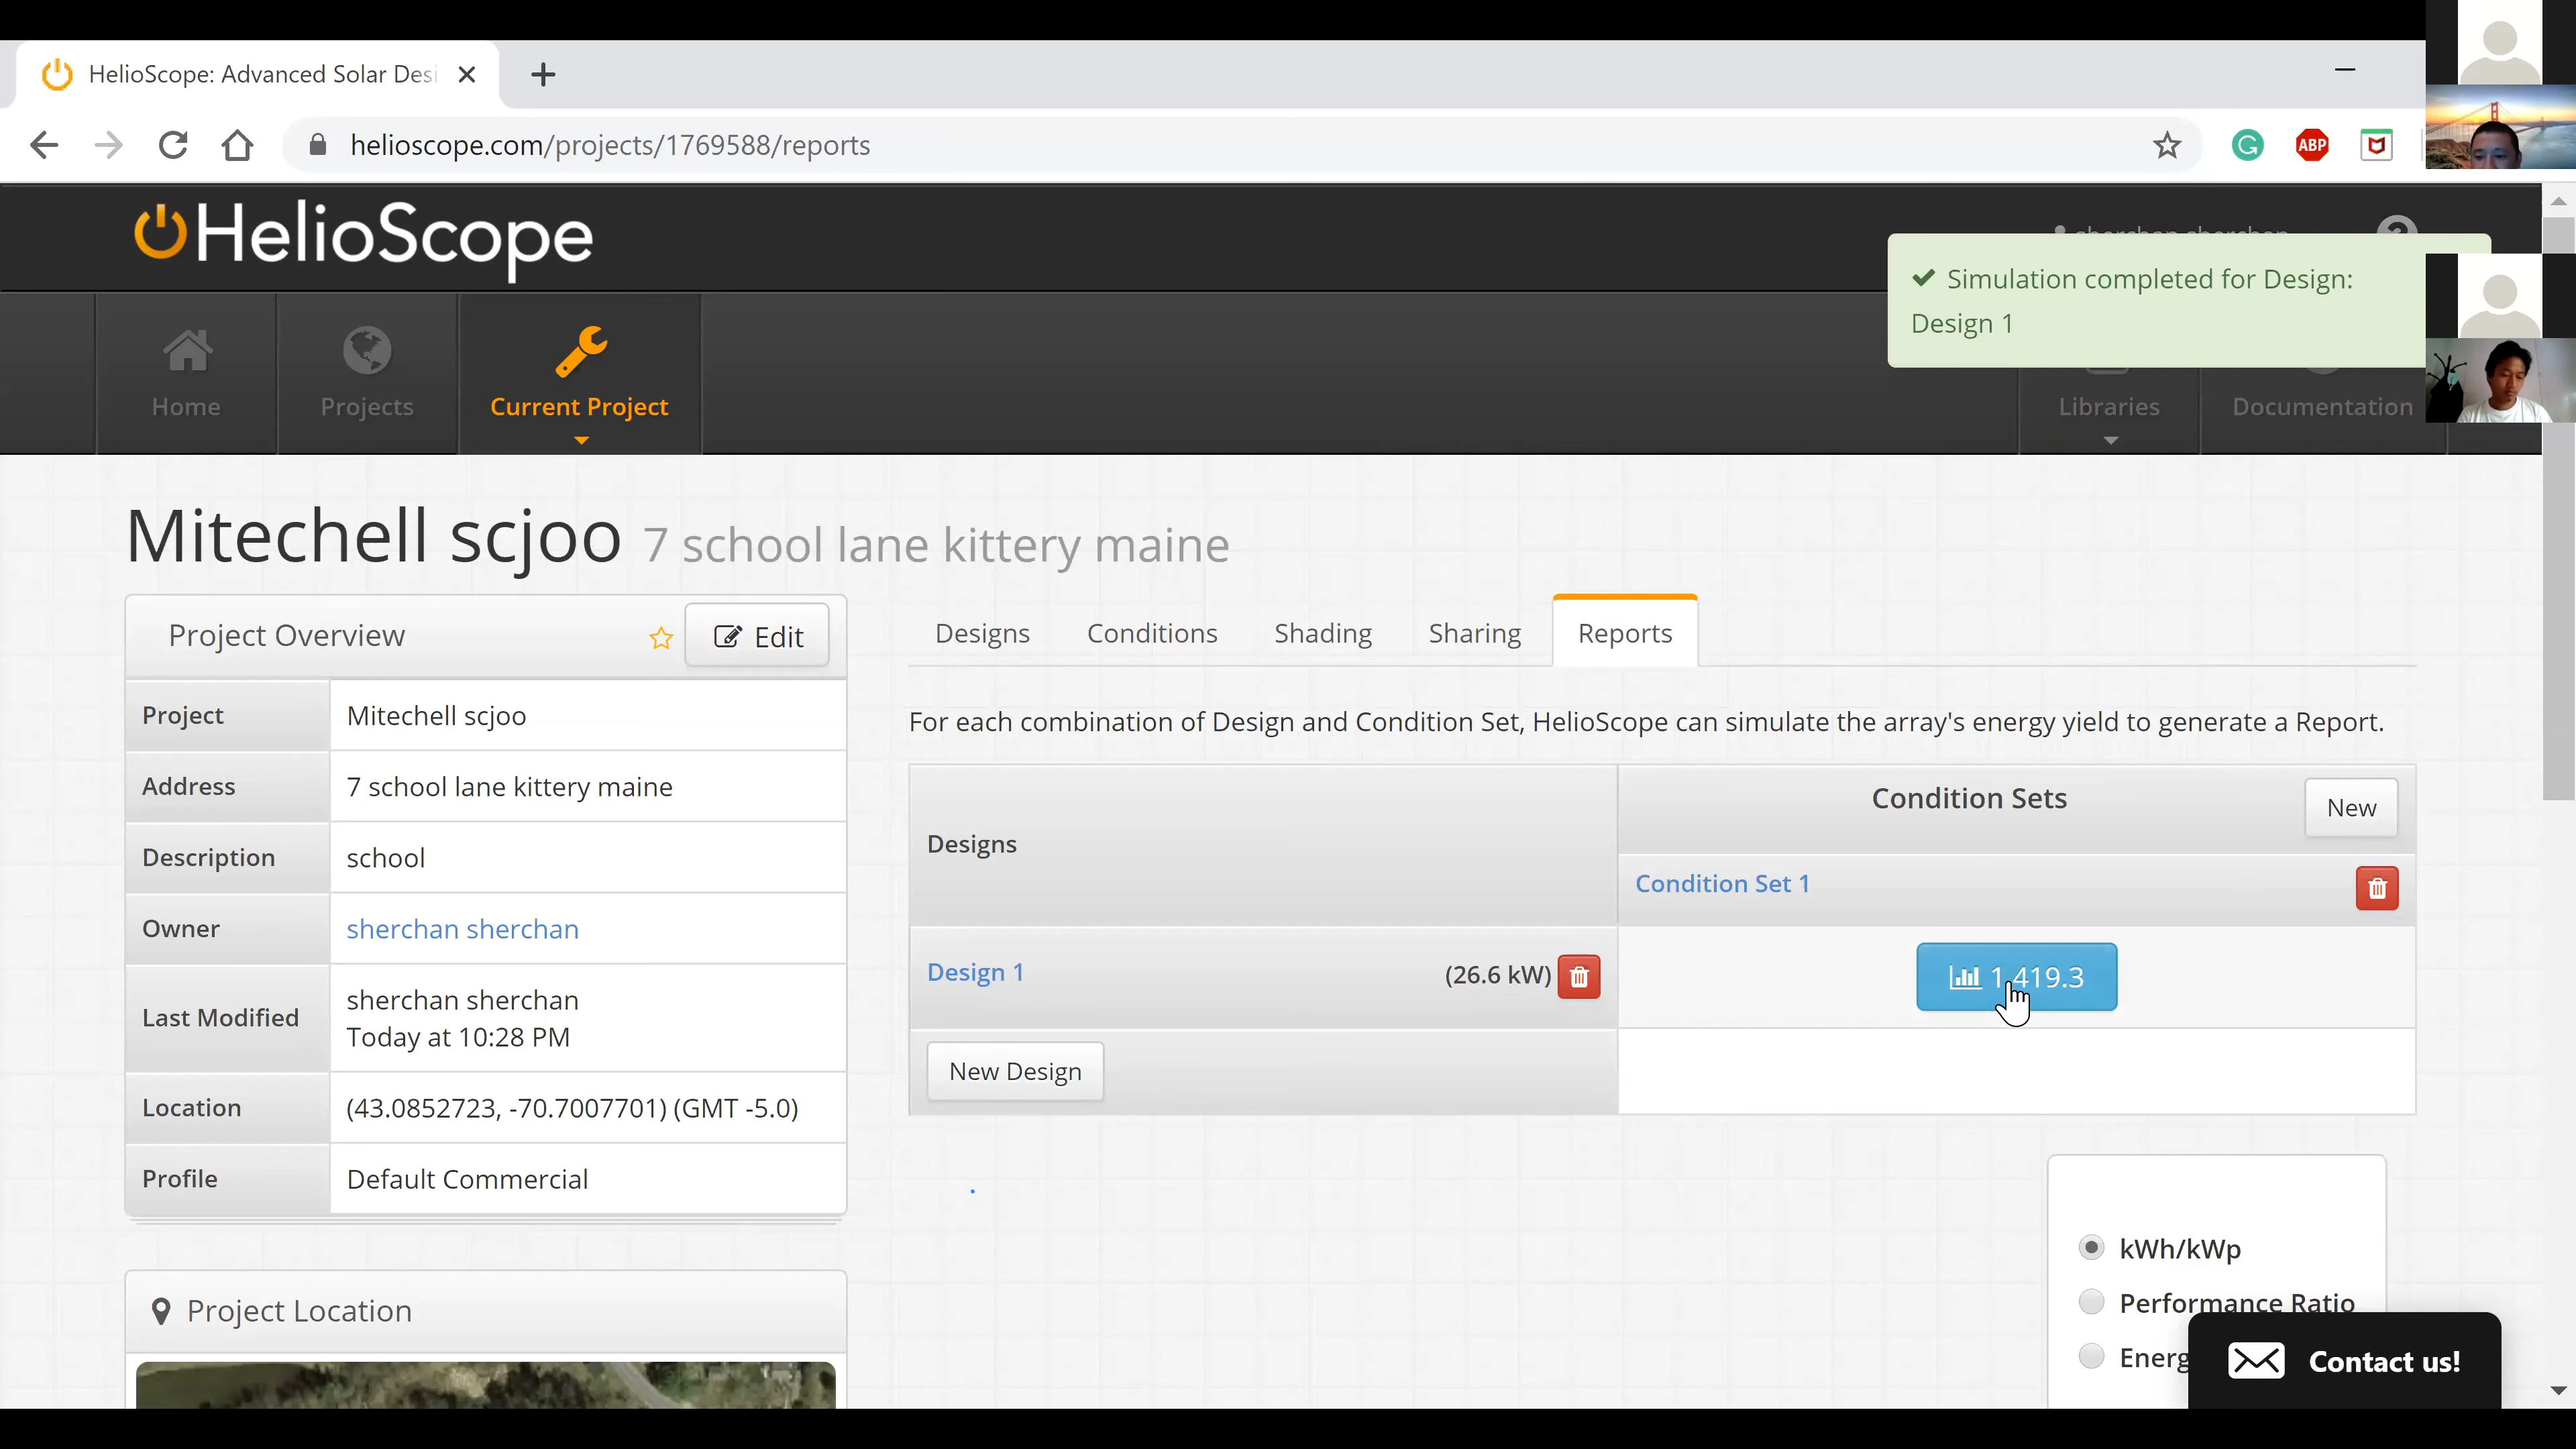 HelioScope: Advanced Solar Desi
helioscope.com/projects/1769588/reports
ABP
HelioScope
sherchan sherchan
Simulation completed for Design:
Design 1
Home
Projects
Current Project
Libraries
Documentation
Mitechell scjoo 7 school lane kittery maine
Project Overview
Edit
Project Mitechell scjoo
Address 7 school lane kittery maine
Description school
Owner sherchan sherchan
Last Modified sherchan sherchan
Today at 10:28 PM
Location (43.0852723, -70.7007701) (GMT -5.0)
Profile Default Commercial
Project Location
Designs Conditions Shading Sharing Reports
For each combination of Design and Condition Set, HelioScope can simulate the array's energy yield to generate a Report.
Designs
Condition Sets New
Condition Set 1
Design 1 (26.6 kW) 1,419.3
New Design
kWh/kWp
Performance Ratio
Energ
Contact us!